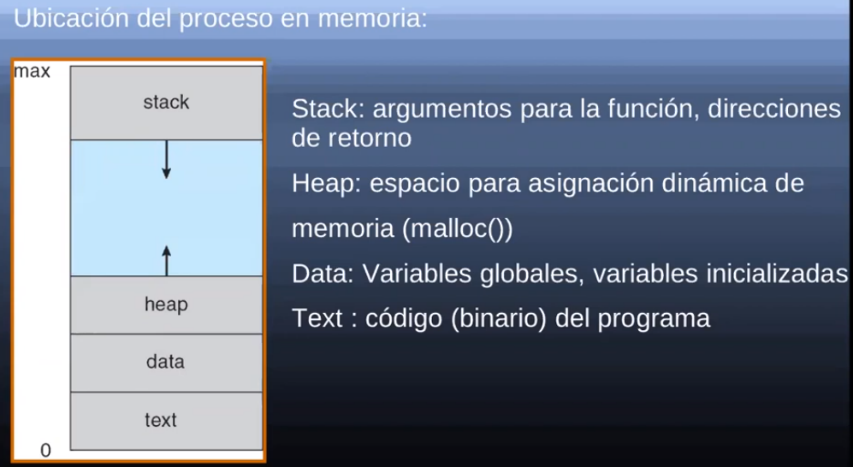 Ubicación del proceso en memoria:
max
stack
heap
data
text
0
Stack: argumentos para la función, direcciones
de retorno
Heap: espacio para asignación dinámica de
memoria (malloc())
Data: Variables globales, variables inicializadas
Text : código (binario) del programa